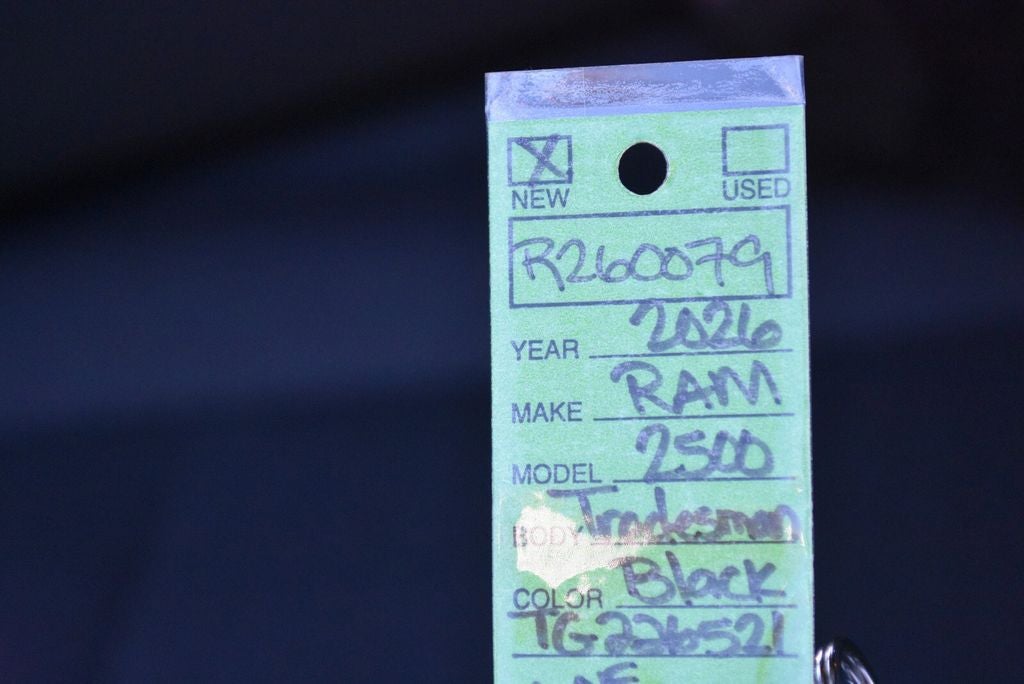 X
NEW USED
R260079
YEAR 2026
MAKE RAM
MODEL 2500
BODY Tradesman
COLOR Black
TG226521